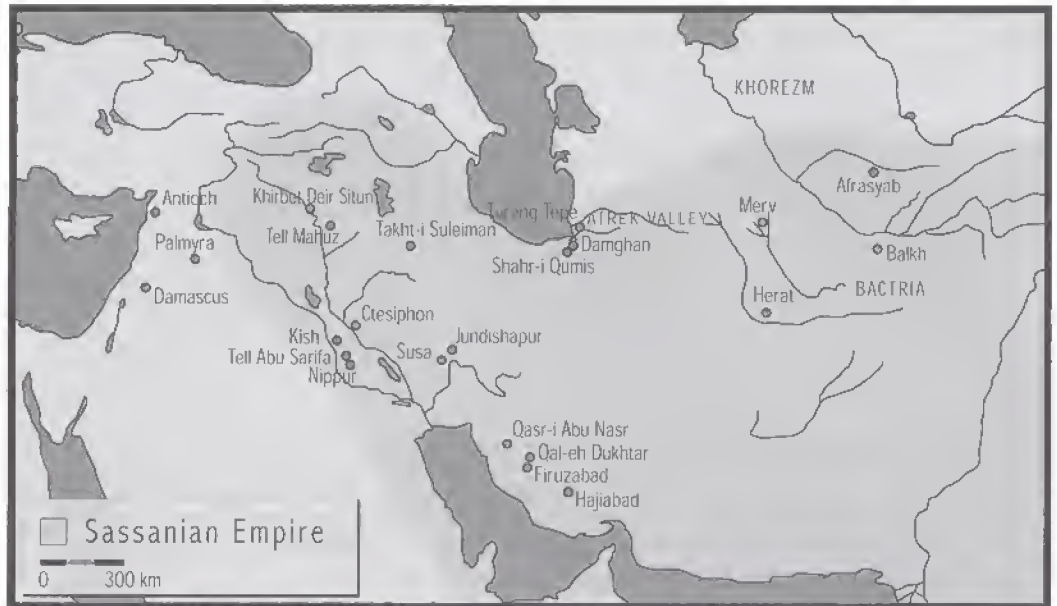 KHOREZM
Afrasyab
Antioch
Khirbet Deir Situn
Merv
Tureng Tepe
ATREK VALLEY
Tell Mahuz
Takht-i Suleiman
Damghan
Palmyra
Shahr-i Qumis
Balkh
Damascus
Herat
BACTRIA
Ctesiphon
Kish
Jundishapur
Tell Abu Sarifa
Susa
Nippur
Qasr-i Abu Nasr
Qal-eh Dukhtar
Firuzabad
Hajiabad
Sassanian Empire
0 300 km